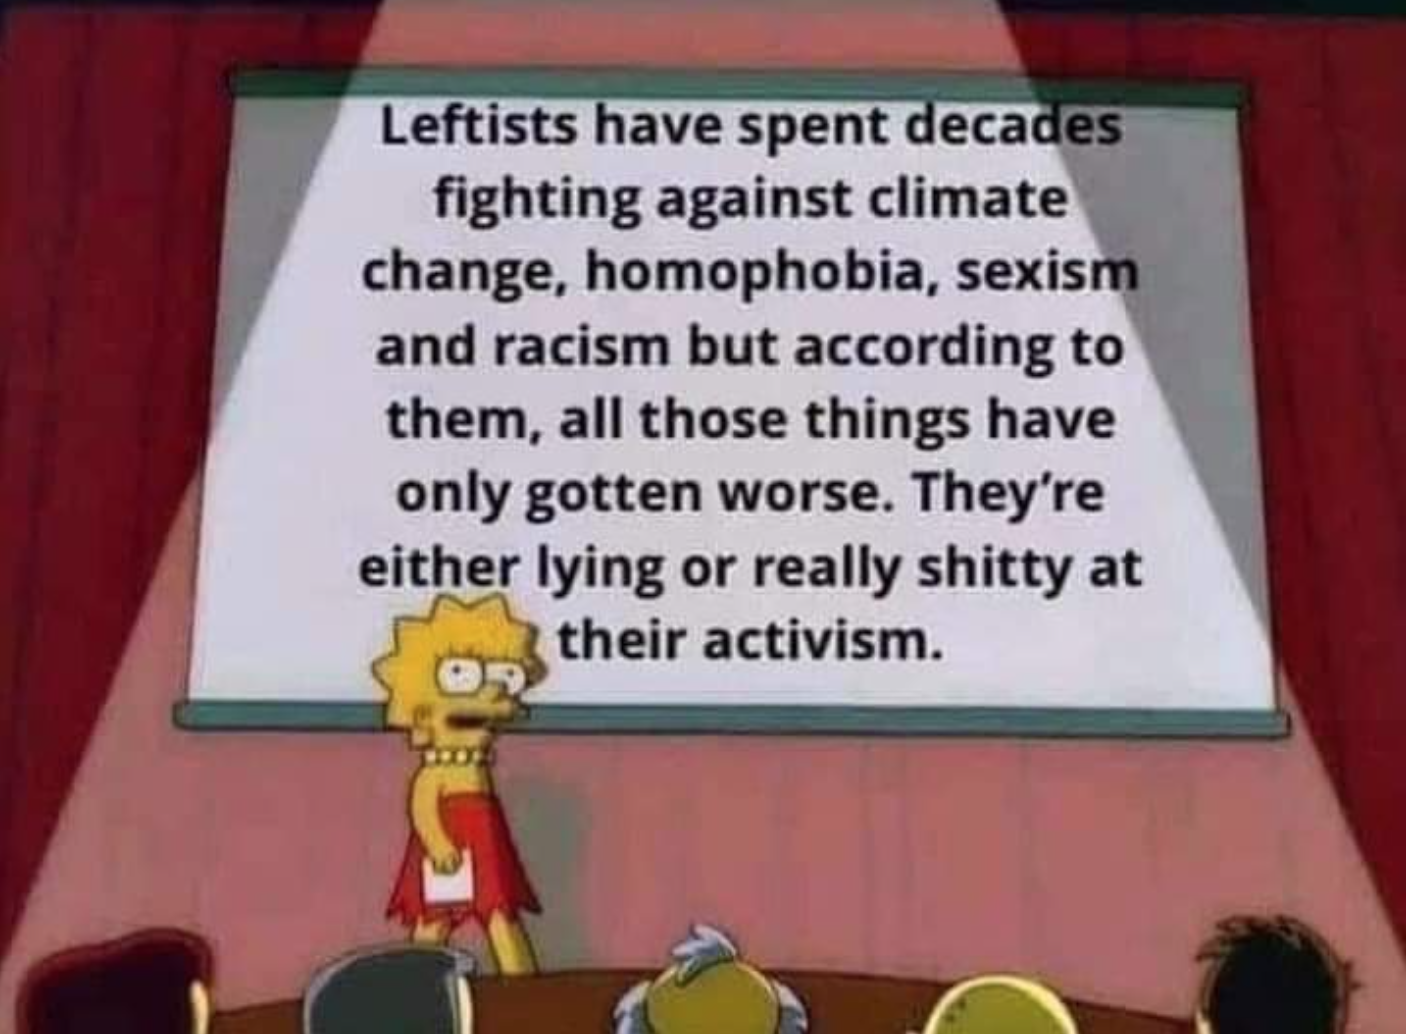 Leftists have spent decades
fighting against climate
change, homophobia, sexism
and racism but according to
them, all those things have
only gotten worse. They’re
either lying or really shitty at
their activism.